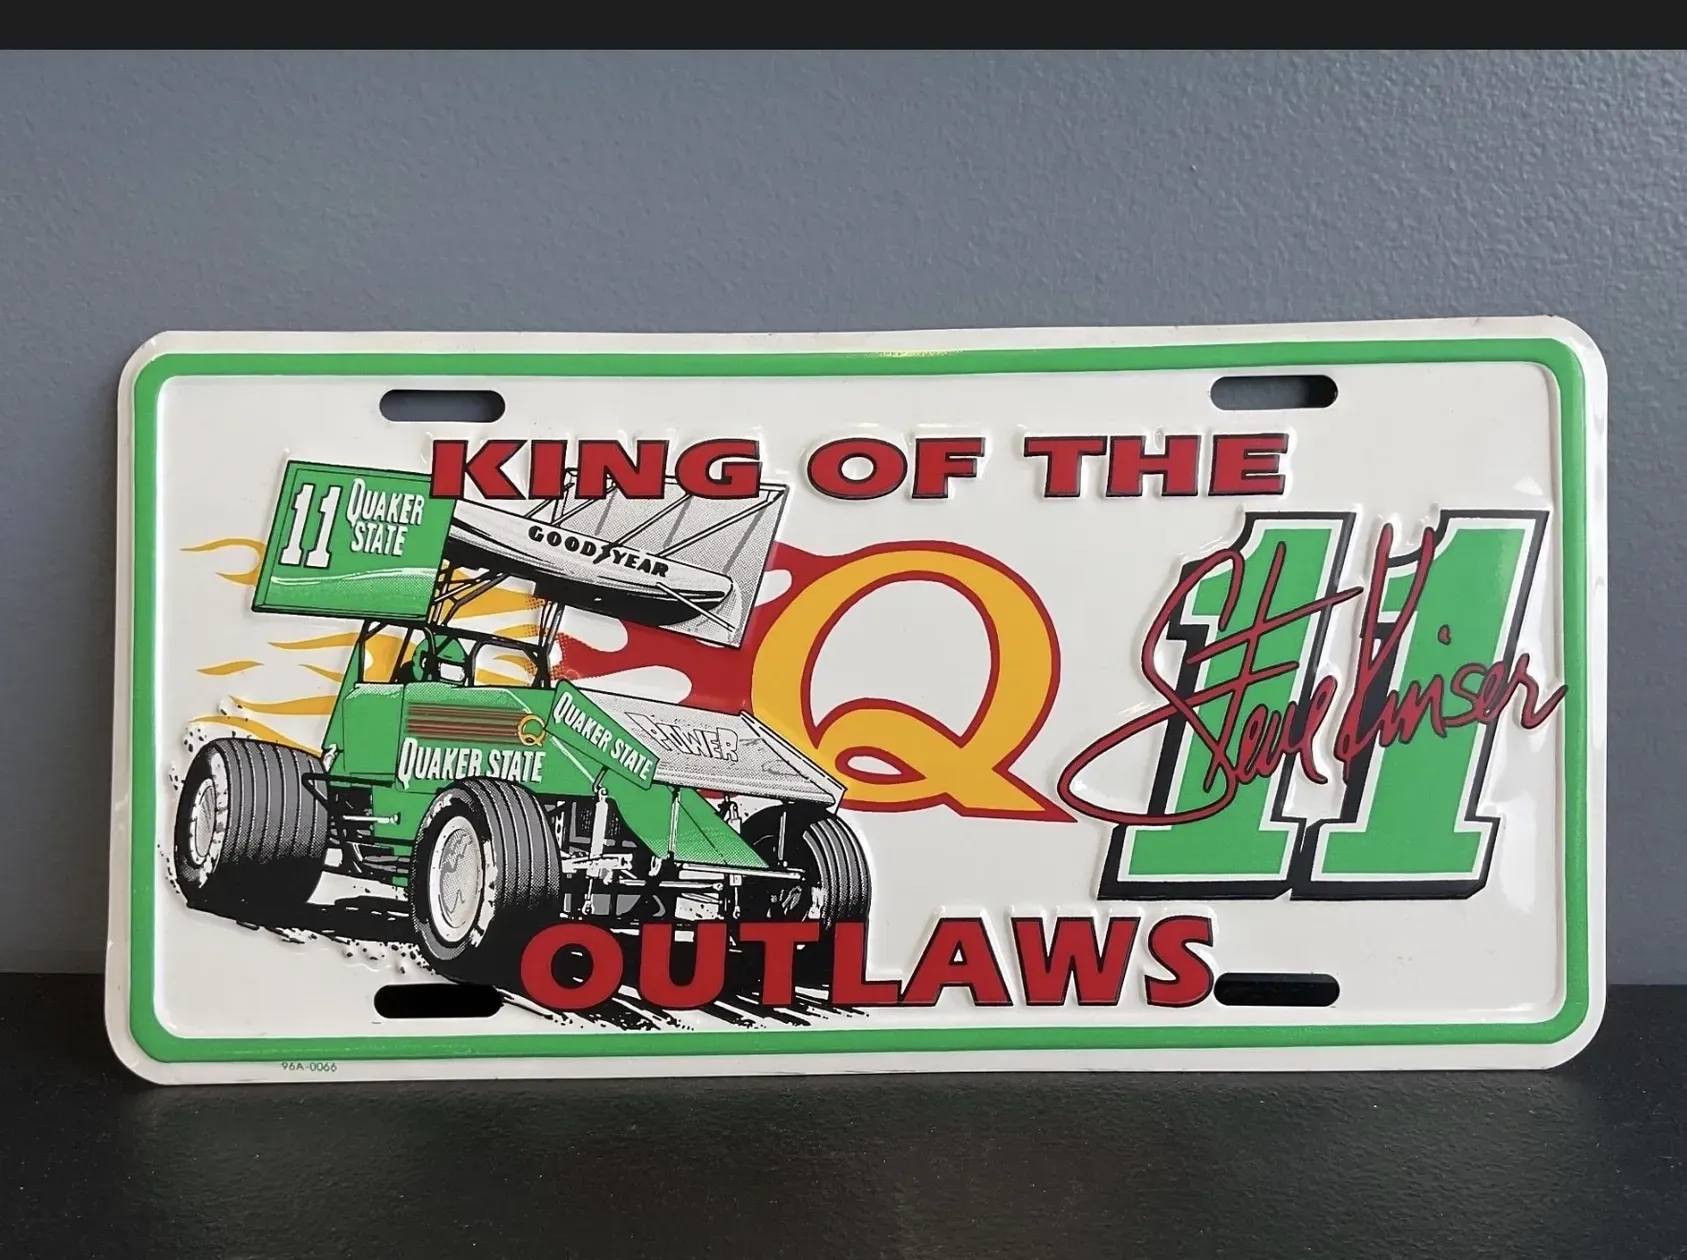 KING OF THE
11 QUAKER
STATE
GOODYEAR
Q
11
Steve Kinser
QUAKER STATE
POWER
Q
QUAKER STATE
OUTLAWS
96A-0066